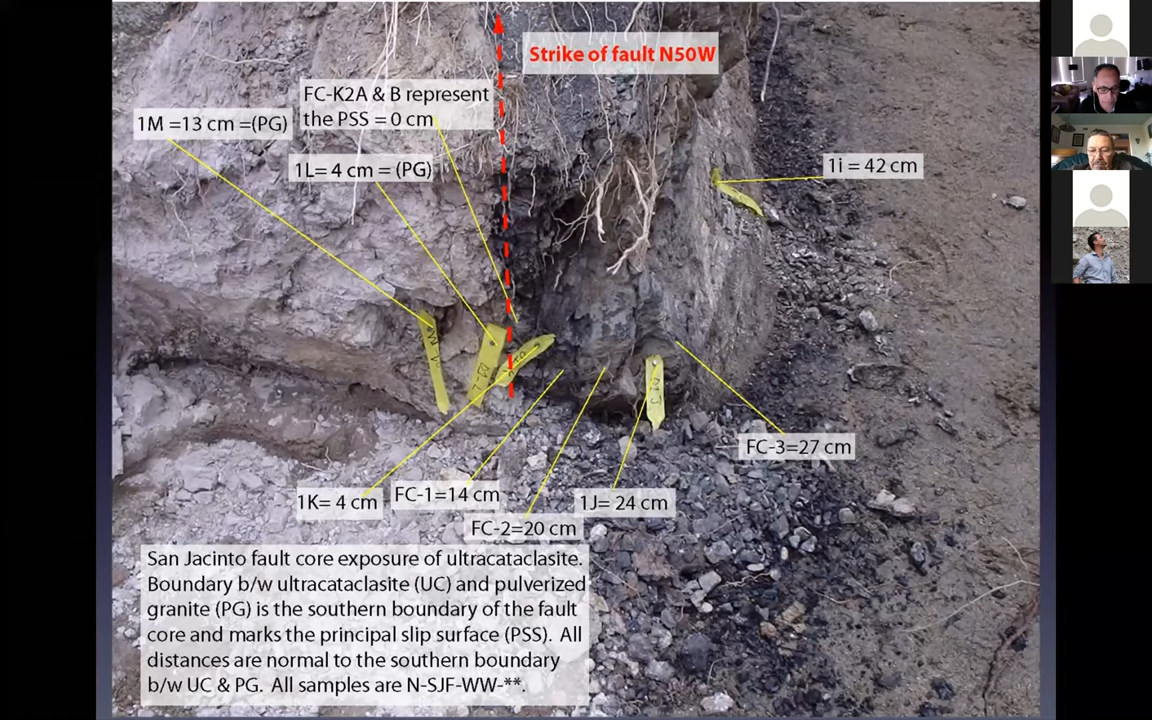 Strike of fault N50W
FC-K2A & B represent
the PSS = 0 cm
1M =13 cm =(PG)
1L= 4 cm = (PG)
1i = 42 cm
FC-3=27 cm
1K= 4 cm
FC-1=14 cm
1J= 24 cm
FC-2=20 cm
San Jacinto fault core exposure of ultracataclasite.
Boundary b/w ultracataclasite (UC) and pulverized
granite (PG) is the southern boundary of the fault
core and marks the principal slip surface (PSS). All
distances are normal to the southern boundary
b/w UC & PG. All samples are N-SJF-WW-**.